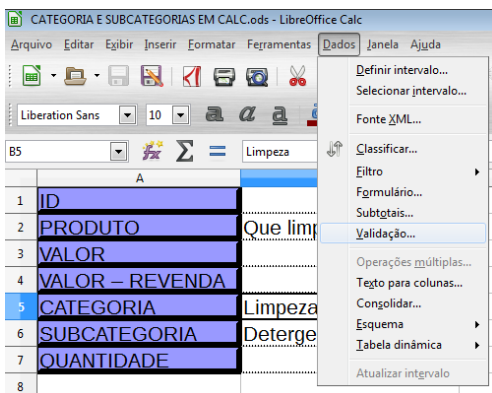 CATEGORIA E SUBCATEGORIAS EM CALC.ods - LibreOffice Calc
Arquivo Editar Exibir Inserir Formatar Ferramentas Dados Janela Ajuda
Liberation Sans 10
B5 Limpeza
A
1 ID
2 PRODUTO Que limp
3 VALOR
4 VALOR – REVENDA
5 CATEGORIA Limpeza
6 SUBCATEGORIA Deterge
7 QUANTIDADE
8
Definir intervalo...
Selecionar intervalo...
Fonte XML...
Classificar...
Filtro
Formulário...
Subtotais...
Validação...
Operações múltiplas...
Texto para colunas...
Consolidar...
Esquema
Tabela dinâmica
Atualizar intervalo